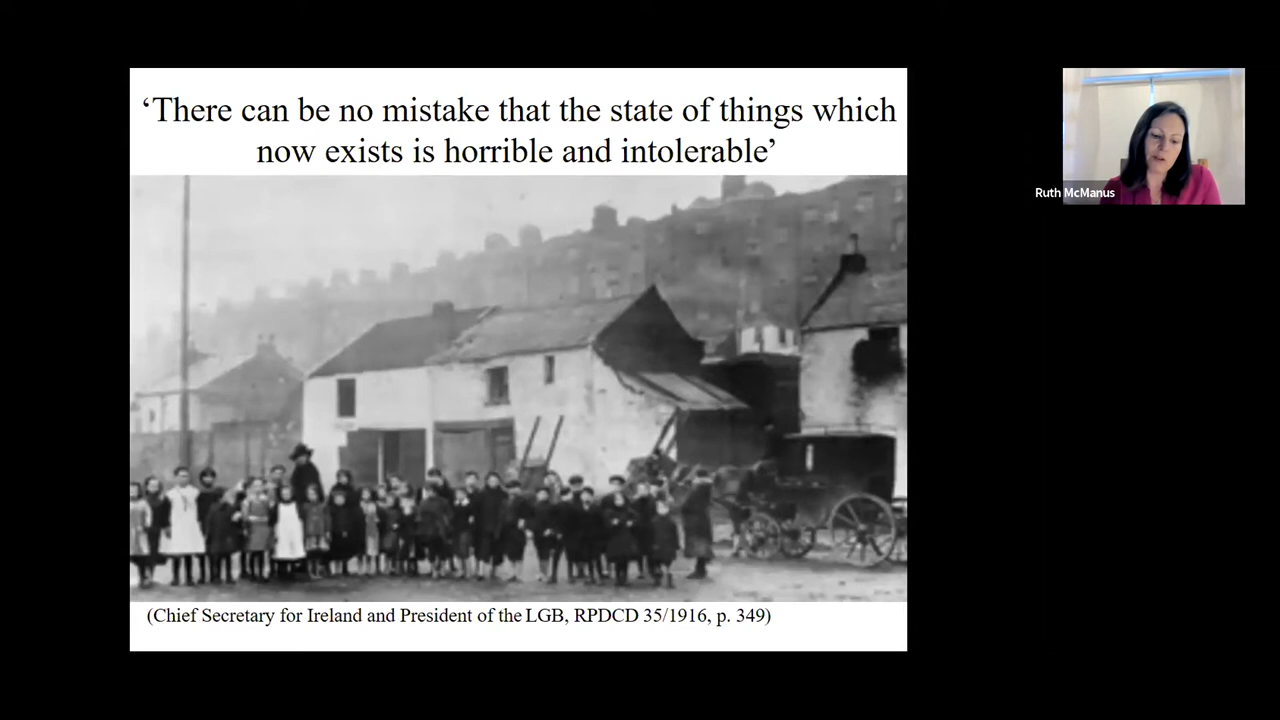 ‘There can be no mistake that the state of things which
now exists is horrible and intolerable’
Ruth McManus
(Chief Secretary for Ireland and President of the LGB, RPDCD 35/1916, p. 349)